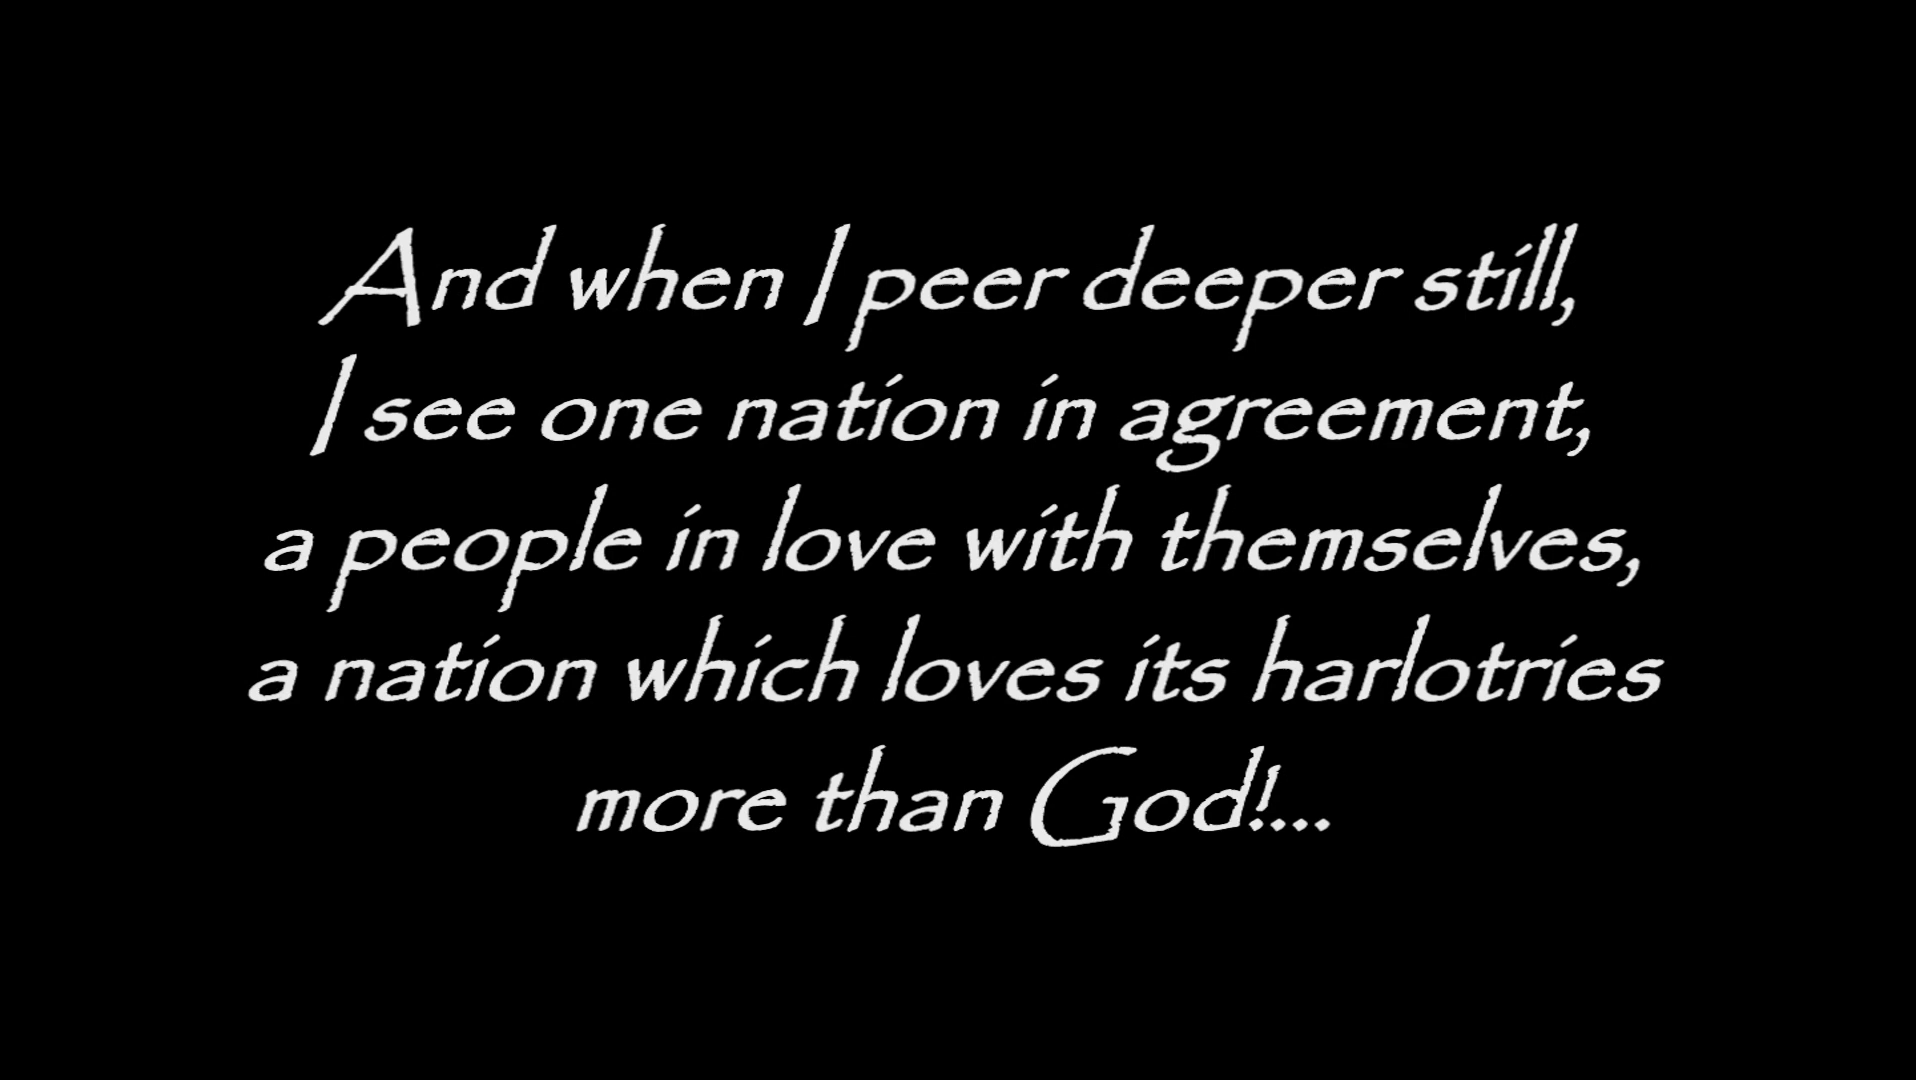 And when I peer deeper still,
I see one nation in agreement,
a people in love with themselves,
a nation which loves its harlotries
more than God!...